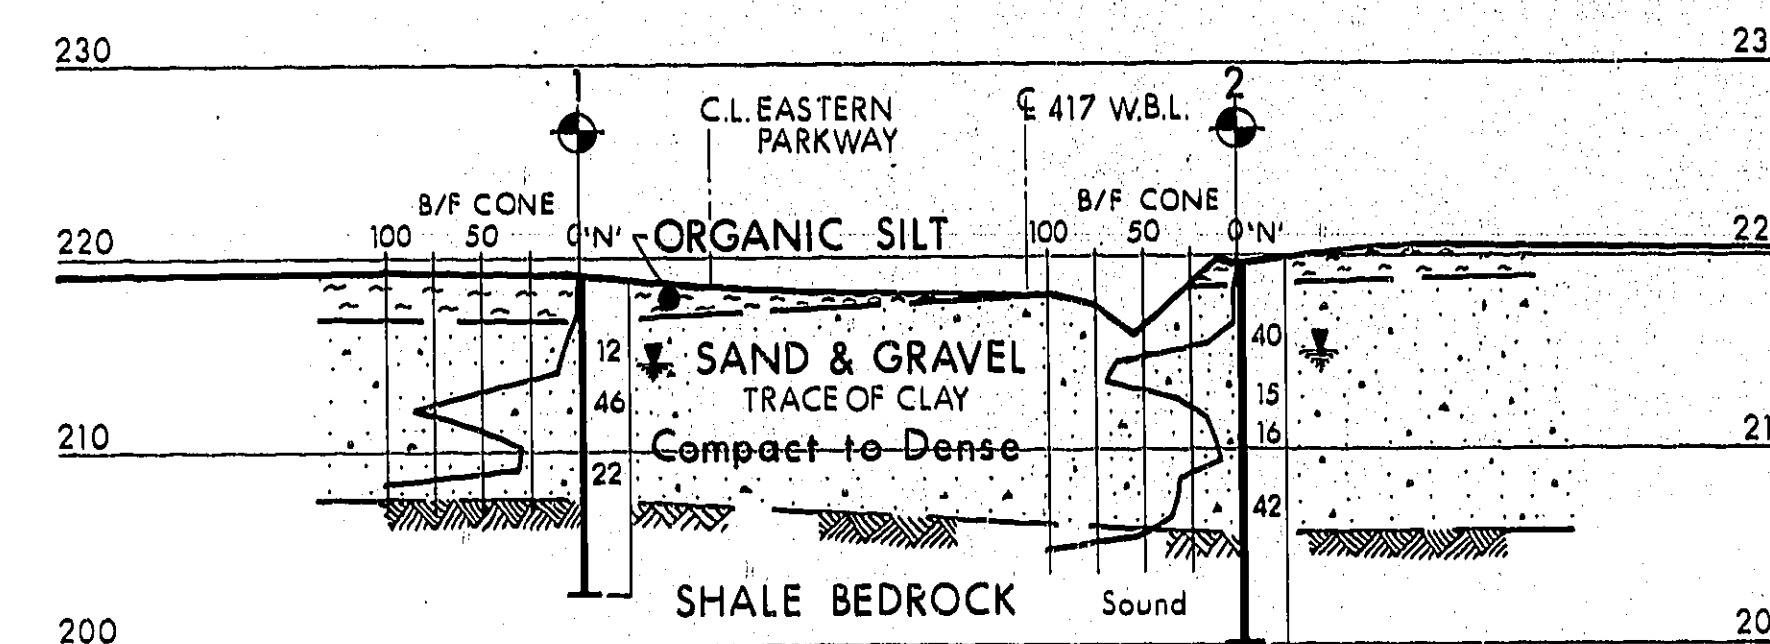 230
23
1
2
C.L. EASTERN
PARKWAY
℄ 417 W.B.L.
B/F CONE
B/F CONE
100 50 0 'N'
100 50 0 'N'
220
22
ORGANIC SILT
12
46
22
SAND & GRAVEL
TRACE OF CLAY
Compact to Dense
40
15
16
42
210
21
SHALE BEDROCK
Sound
200
20